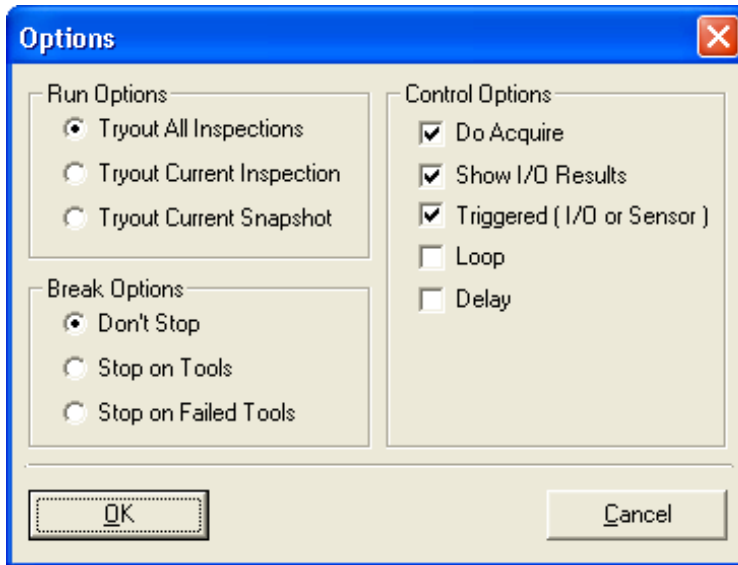 Options
Run Options
Tryout All Inspections
Tryout Current Inspection
Tryout Current Snapshot
Break Options
Don't Stop
Stop on Tools
Stop on Failed Tools
Control Options
Do Acquire
Show I/O Results
Triggered ( I/O or Sensor )
Loop
Delay
OK
Cancel